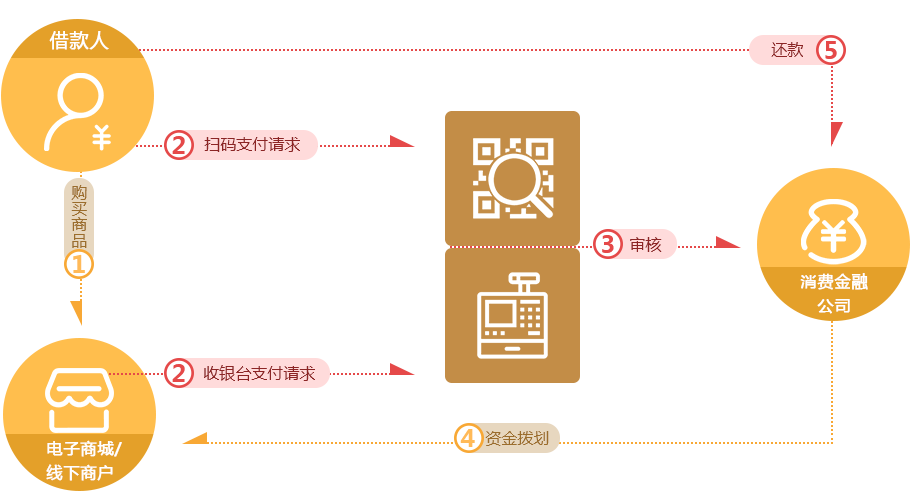 借款人
还款
⑤
②
扫码支付请求
购买商品
①
③
审核
消费金融
公司
②
收银台支付请求
④
资金拨划
电子商城/
线下商户